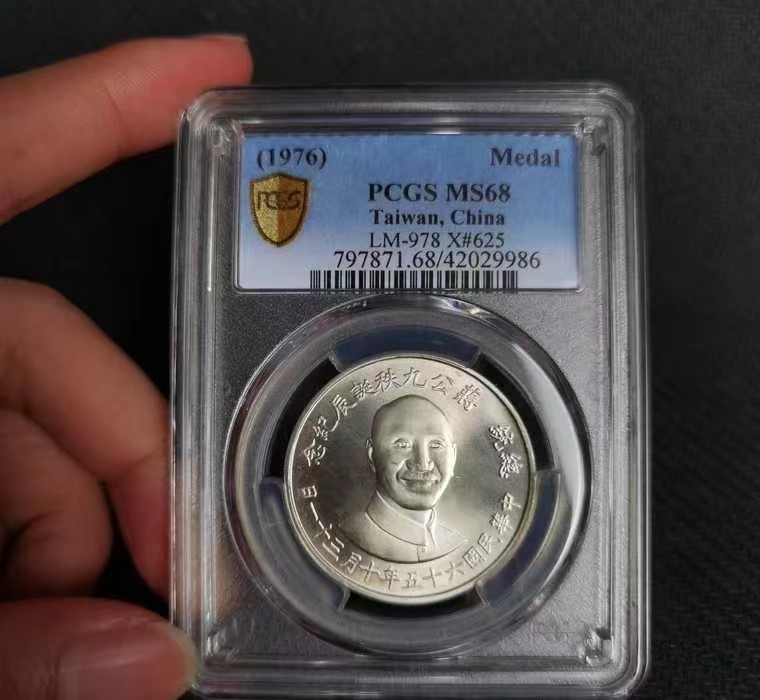 (1976) Medal
PCGS
PCGS MS68
Taiwan, China
LM-978 X#625
797871.68/42029986
總統 蔣公九秩誕辰紀念
中華民國六十五年十月三十一日